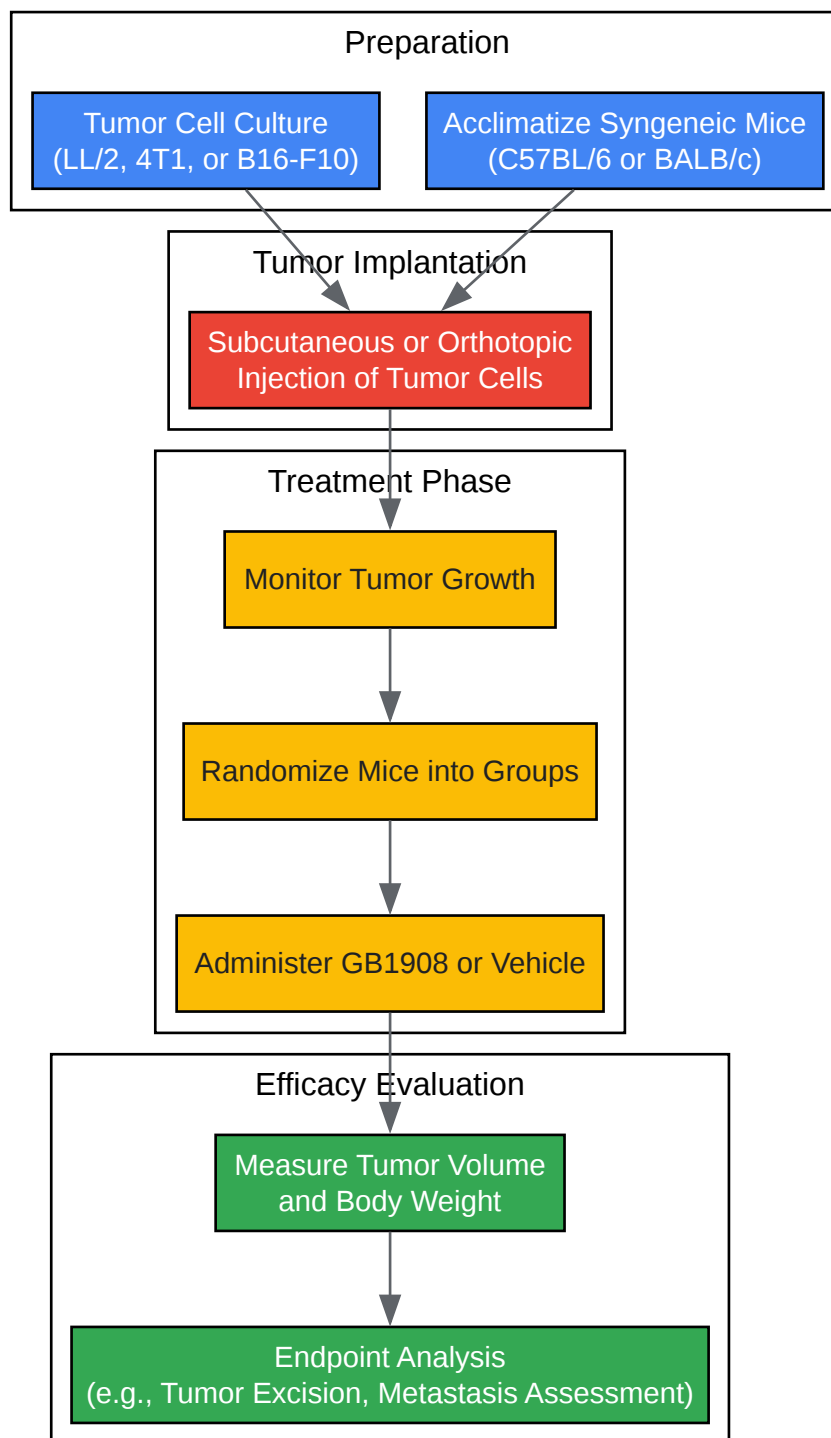 Preparation
Tumor Cell Culture
(LL/2, 4T1, or B16-F10)
Acclimatize Syngeneic Mice
(C57BL/6 or BALB/c)
Tumor Implantation
Subcutaneous or Orthotopic
Injection of Tumor Cells
Treatment Phase
Monitor Tumor Growth
Randomize Mice into Groups
Administer GB1908 or Vehicle
Efficacy Evaluation
Measure Tumor Volume
and Body Weight
Endpoint Analysis
(e.g., Tumor Excision, Metastasis Assessment)